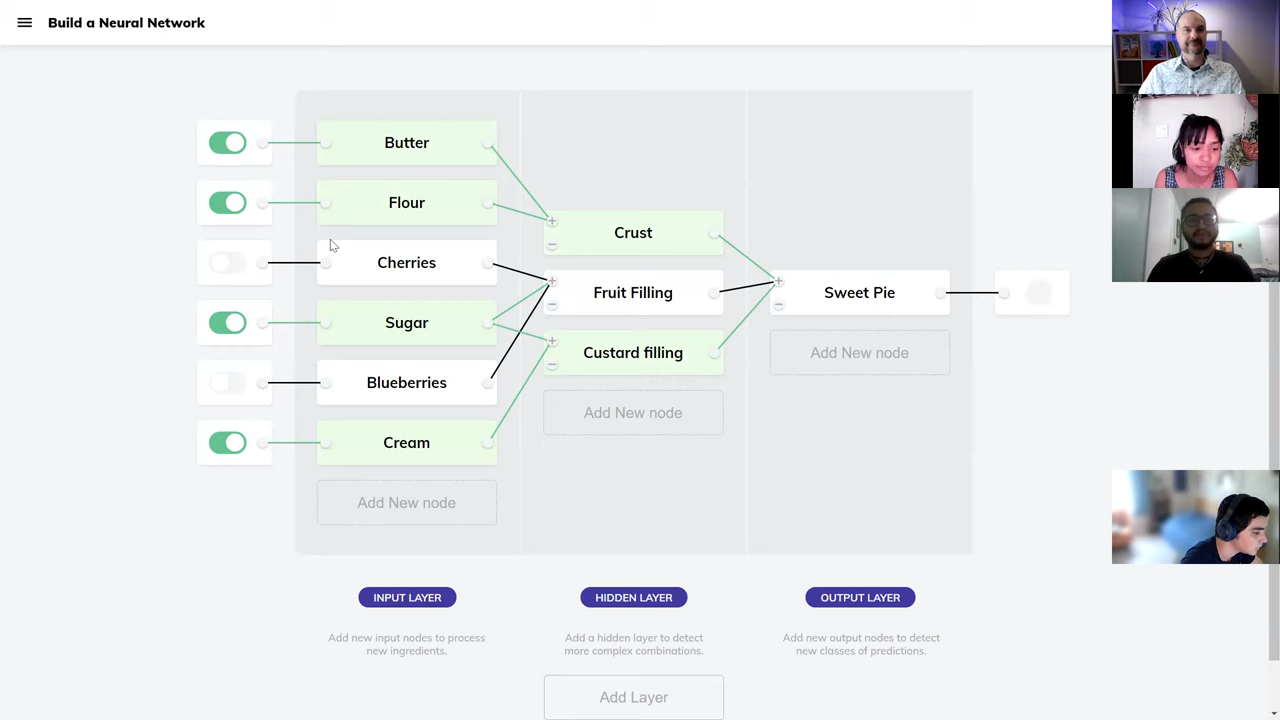 Build a Neural Network
Butter
Flour
Cherries
Sugar
Blueberries
Cream
Add New node
Crust
Fruit Filling
Custard filling
Add New node
Sweet Pie
Add New node
INPUT LAYER
Add new input nodes to process
new ingredients.
HIDDEN LAYER
Add a hidden layer to detect
more complex combinations.
Add Layer
OUTPUT LAYER
Add new output nodes to detect
new classes of predictions.